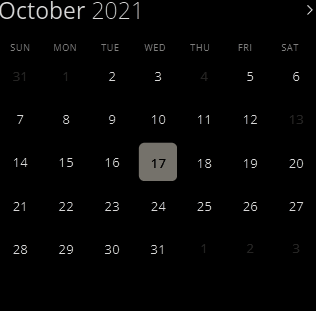 October 2021
SUN MON TUE WED THU FRI SAT
31 1 2 3 4 5 6
7 8 9 10 11 12 13
14 15 16 17 18 19 20
21 22 23 24 25 26 27
28 29 30 31 1 2 3